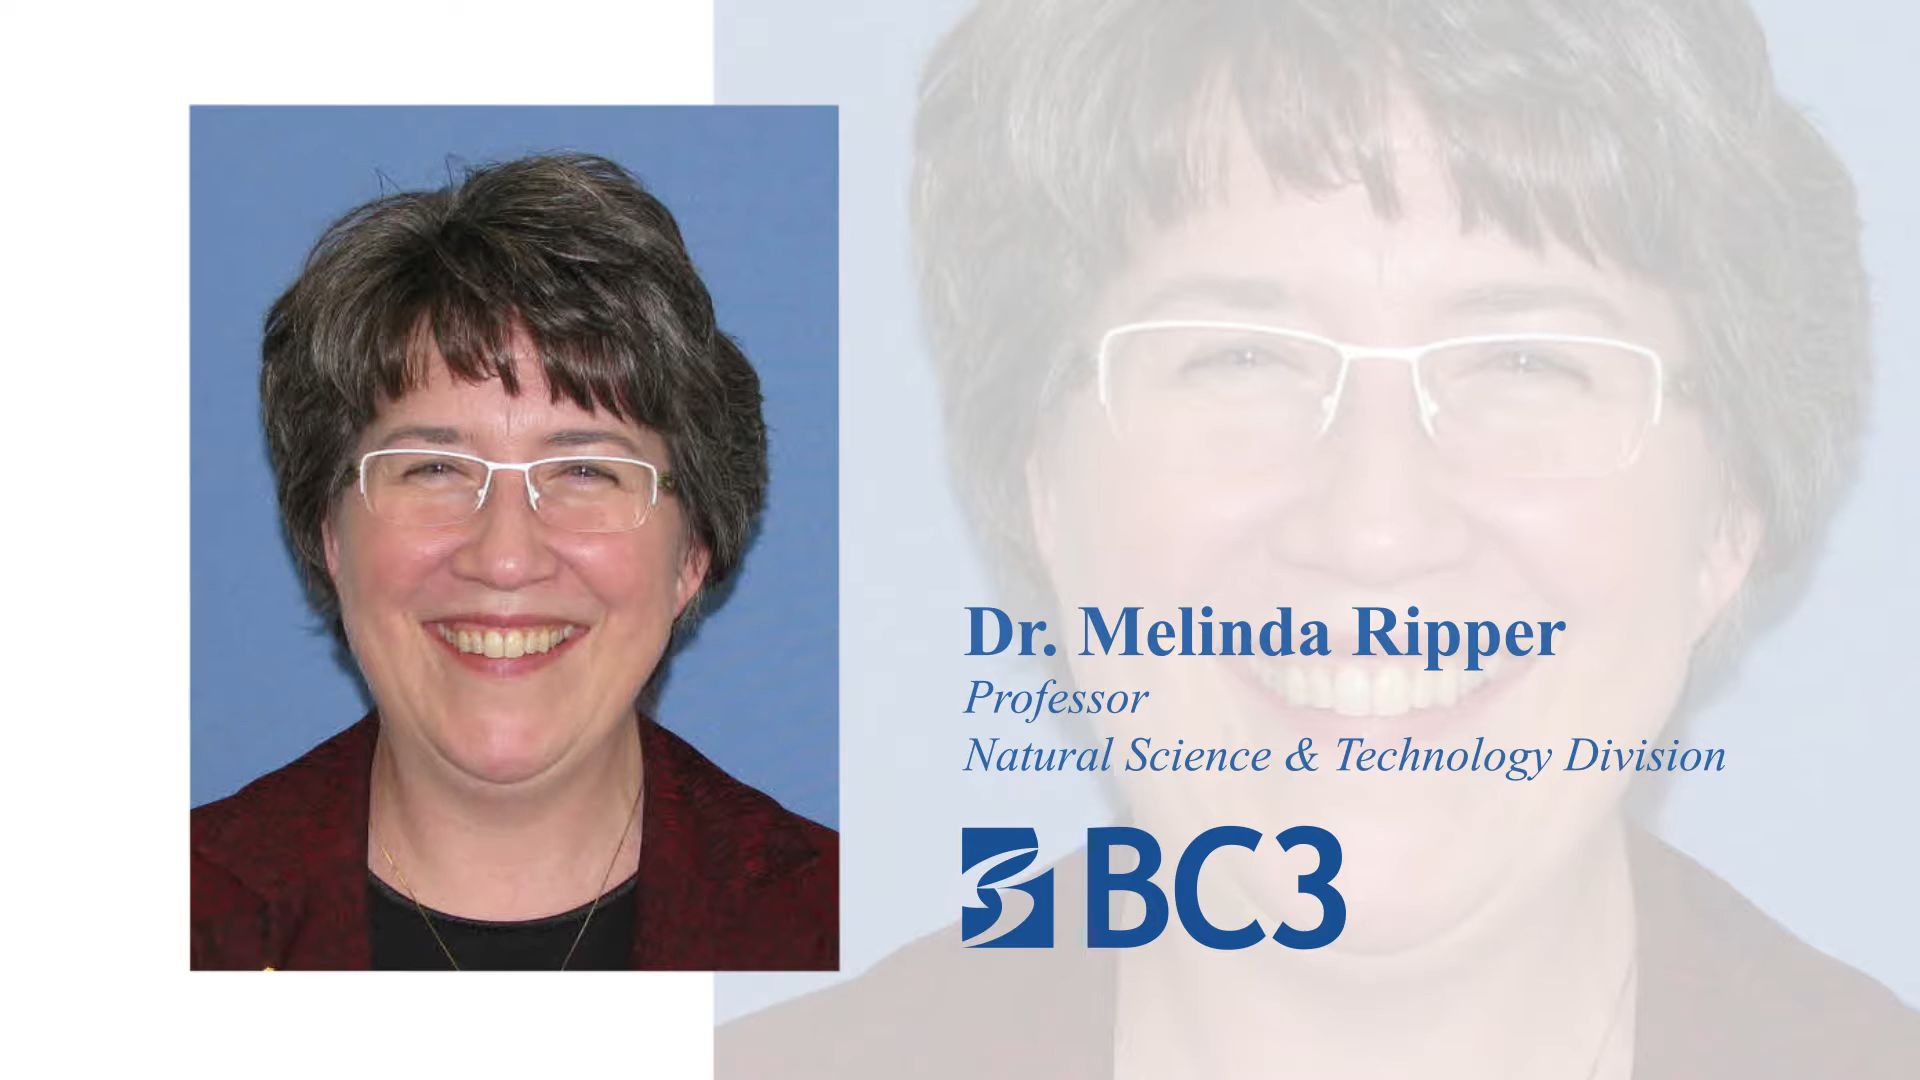 Dr. Melinda Ripper
Professor
Natural Science & Technology Division
BC3